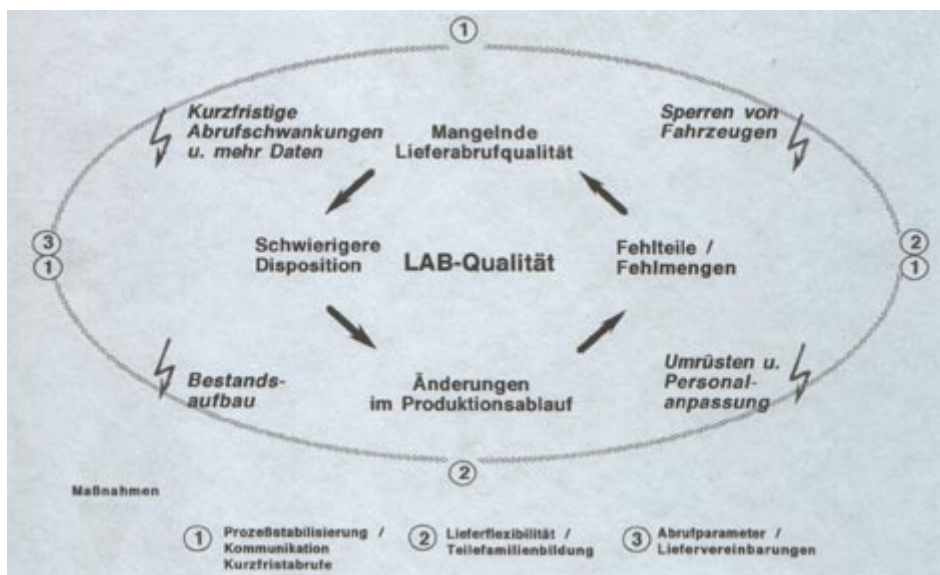 1
Kurzfristige
Abrufschwankungen
u. mehr Daten
Mangelnde
Lieferabrufqualität
Sperren von
Fahrzeugen
3
1
Schwierigere
Disposition
LAB-Qualität
Fehlteile /
Fehlmengen
2
1
Bestands-
aufbau
Änderungen
im Produktionsablauf
Umrüsten u.
Personal-
anpassung
2
Maßnahmen
1 Prozeßstabilisierung /
Kommunikation
Kurzfristabrufe
2 Lieferflexibilität /
Teilefamilienbildung
3 Abrufparameter /
Liefervereinbarungen